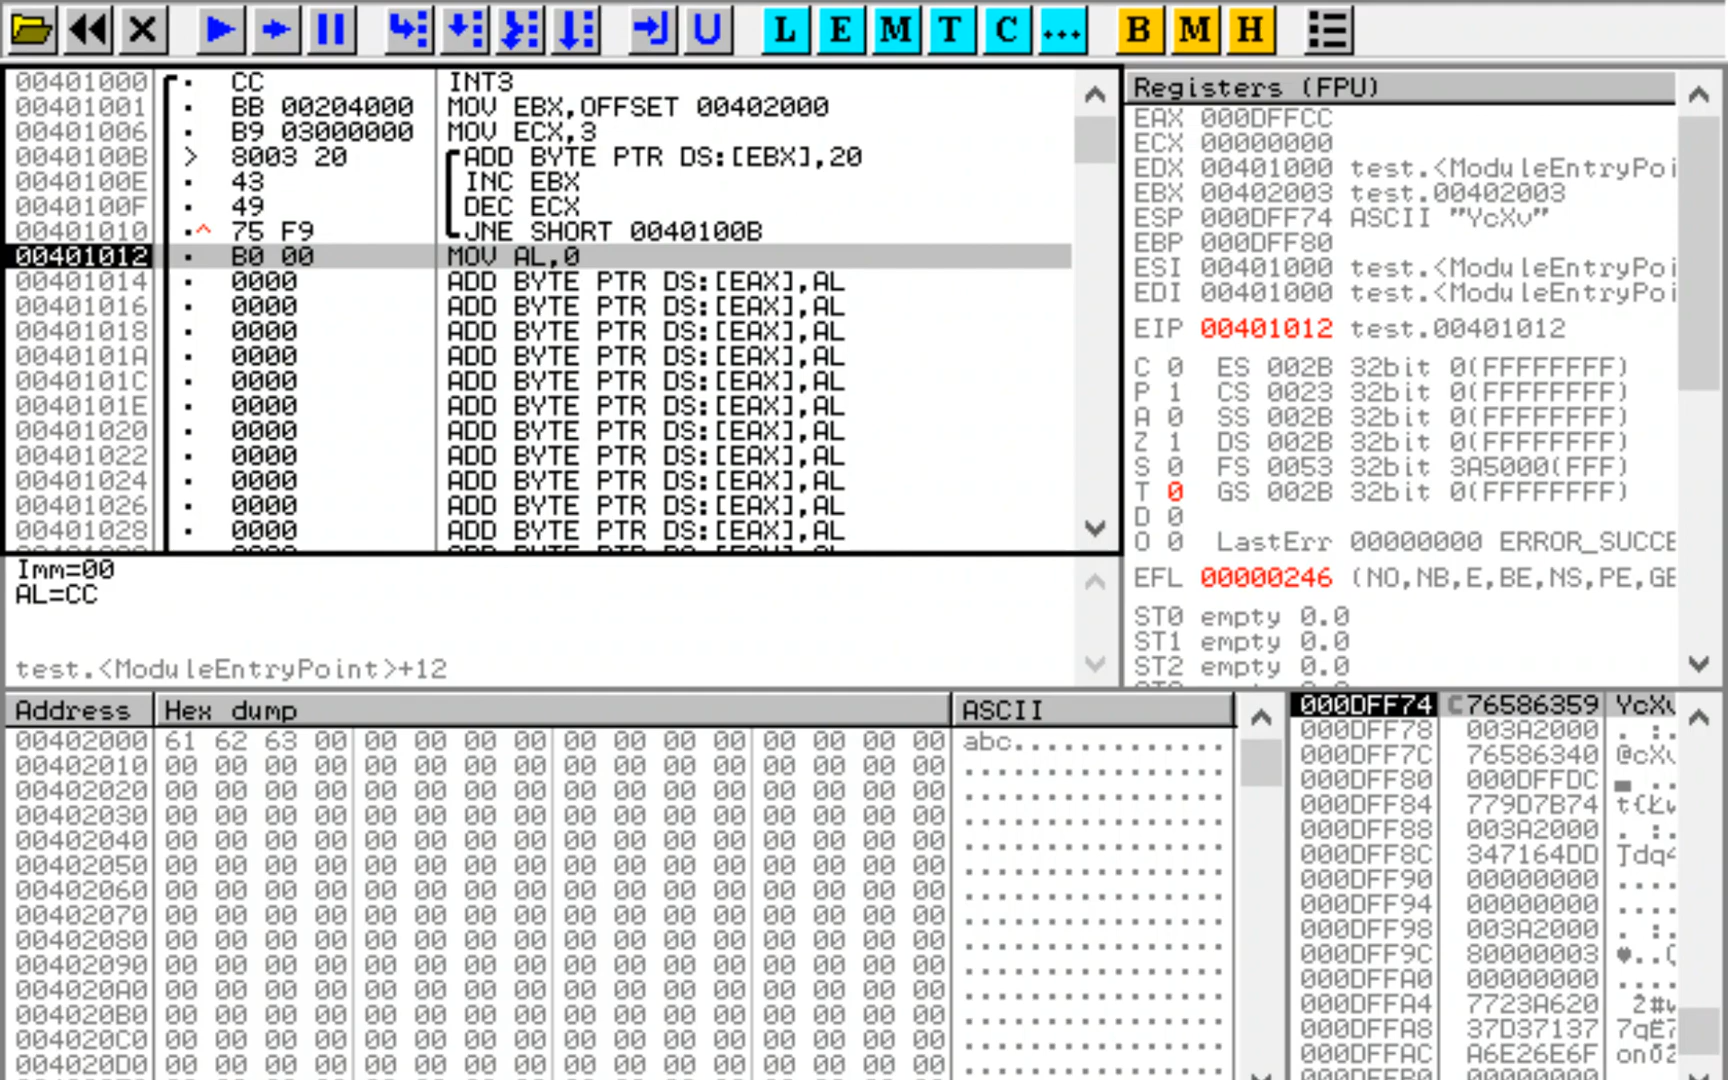 L E M T C ... B M H
00401000 CC INT3
00401001 BB 00204000 MOV EBX,OFFSET 00402000
00401006 B9 03000000 MOV ECX,3
0040100B > 8003 20 ADD BYTE PTR DS:[EBX],20
0040100E 43 INC EBX
0040100F 49 DEC ECX
00401010 ^ 75 F9 JNE SHORT 0040100B
00401012 B0 00 MOV AL,0
00401014 0000 ADD BYTE PTR DS:[EAX],AL
00401016 0000 ADD BYTE PTR DS:[EAX],AL
00401018 0000 ADD BYTE PTR DS:[EAX],AL
0040101A 0000 ADD BYTE PTR DS:[EAX],AL
0040101C 0000 ADD BYTE PTR DS:[EAX],AL
0040101E 0000 ADD BYTE PTR DS:[EAX],AL
00401020 0000 ADD BYTE PTR DS:[EAX],AL
00401022 0000 ADD BYTE PTR DS:[EAX],AL
00401024 0000 ADD BYTE PTR DS:[EAX],AL
00401026 0000 ADD BYTE PTR DS:[EAX],AL
00401028 0000 ADD BYTE PTR DS:[EAX],AL
Imm=00
AL=CC
test.<ModuleEntryPoint>+12
Registers (FPU)
EAX 000DFFCC
ECX 00000000
EDX 00401000 test.<ModuleEntryPoi
EBX 00402003 test.00402003
ESP 000DFF74 ASCII "YcXv"
EBP 000DFF80
ESI 00401000 test.<ModuleEntryPoi
EDI 00401000 test.<ModuleEntryPoi
EIP 00401012 test.00401012
C 0 ES 002B 32bit 0(FFFFFFFF)
P 1 CS 0023 32bit 0(FFFFFFFF)
A 0 SS 002B 32bit 0(FFFFFFFF)
Z 1 DS 002B 32bit 0(FFFFFFFF)
S 0 FS 0053 32bit 3A5000(FFF)
T 0 GS 002B 32bit 0(FFFFFFFF)
D 0
O 0 LastErr 00000000 ERROR_SUCCE
EFL 00000246 (NO,NB,E,BE,NS,PE,GE
ST0 empty 0.0
ST1 empty 0.0
ST2 empty 0.0
Address Hex dump ASCII
00402000 61 62 63 00 00 00 00 00 00 00 00 00 00 00 00 00 abc.............
00402010 00 00 00 00 00 00 00 00 00 00 00 00 00 00 00 00 ................
00402020 00 00 00 00 00 00 00 00 00 00 00 00 00 00 00 00 ................
00402030 00 00 00 00 00 00 00 00 00 00 00 00 00 00 00 00 ................
00402040 00 00 00 00 00 00 00 00 00 00 00 00 00 00 00 00 ................
00402050 00 00 00 00 00 00 00 00 00 00 00 00 00 00 00 00 ................
00402060 00 00 00 00 00 00 00 00 00 00 00 00 00 00 00 00 ................
00402070 00 00 00 00 00 00 00 00 00 00 00 00 00 00 00 00 ................
00402080 00 00 00 00 00 00 00 00 00 00 00 00 00 00 00 00 ................
00402090 00 00 00 00 00 00 00 00 00 00 00 00 00 00 00 00 ................
004020A0 00 00 00 00 00 00 00 00 00 00 00 00 00 00 00 00 ................
004020B0 00 00 00 00 00 00 00 00 00 00 00 00 00 00 00 00 ................
004020C0 00 00 00 00 00 00 00 00 00 00 00 00 00 00 00 00 ................
004020D0 00 00 00 00 00 00 00 00 00 00 00 00 00 00 00 00 ................
000DFF74 76586359 YcXv
000DFF78 003A2000 . :.
000DFF7C 76586340 @cXv
000DFF80 000DFFDC
000DFF84 779D7B74 t{Łw
000DFF88 003A2000 . :.
000DFF8C 347164DD Ţdq4
000DFF90 00000000 ....
000DFF94 00000000 ....
000DFF98 003A2000 . :.
000DFF9C 80000003 ♥..
000DFFA0 00000000 ....
000DFFA4 7723A620 #w
000DFFA8 37D37137 7qË7
000DFFAC A6E26E6F